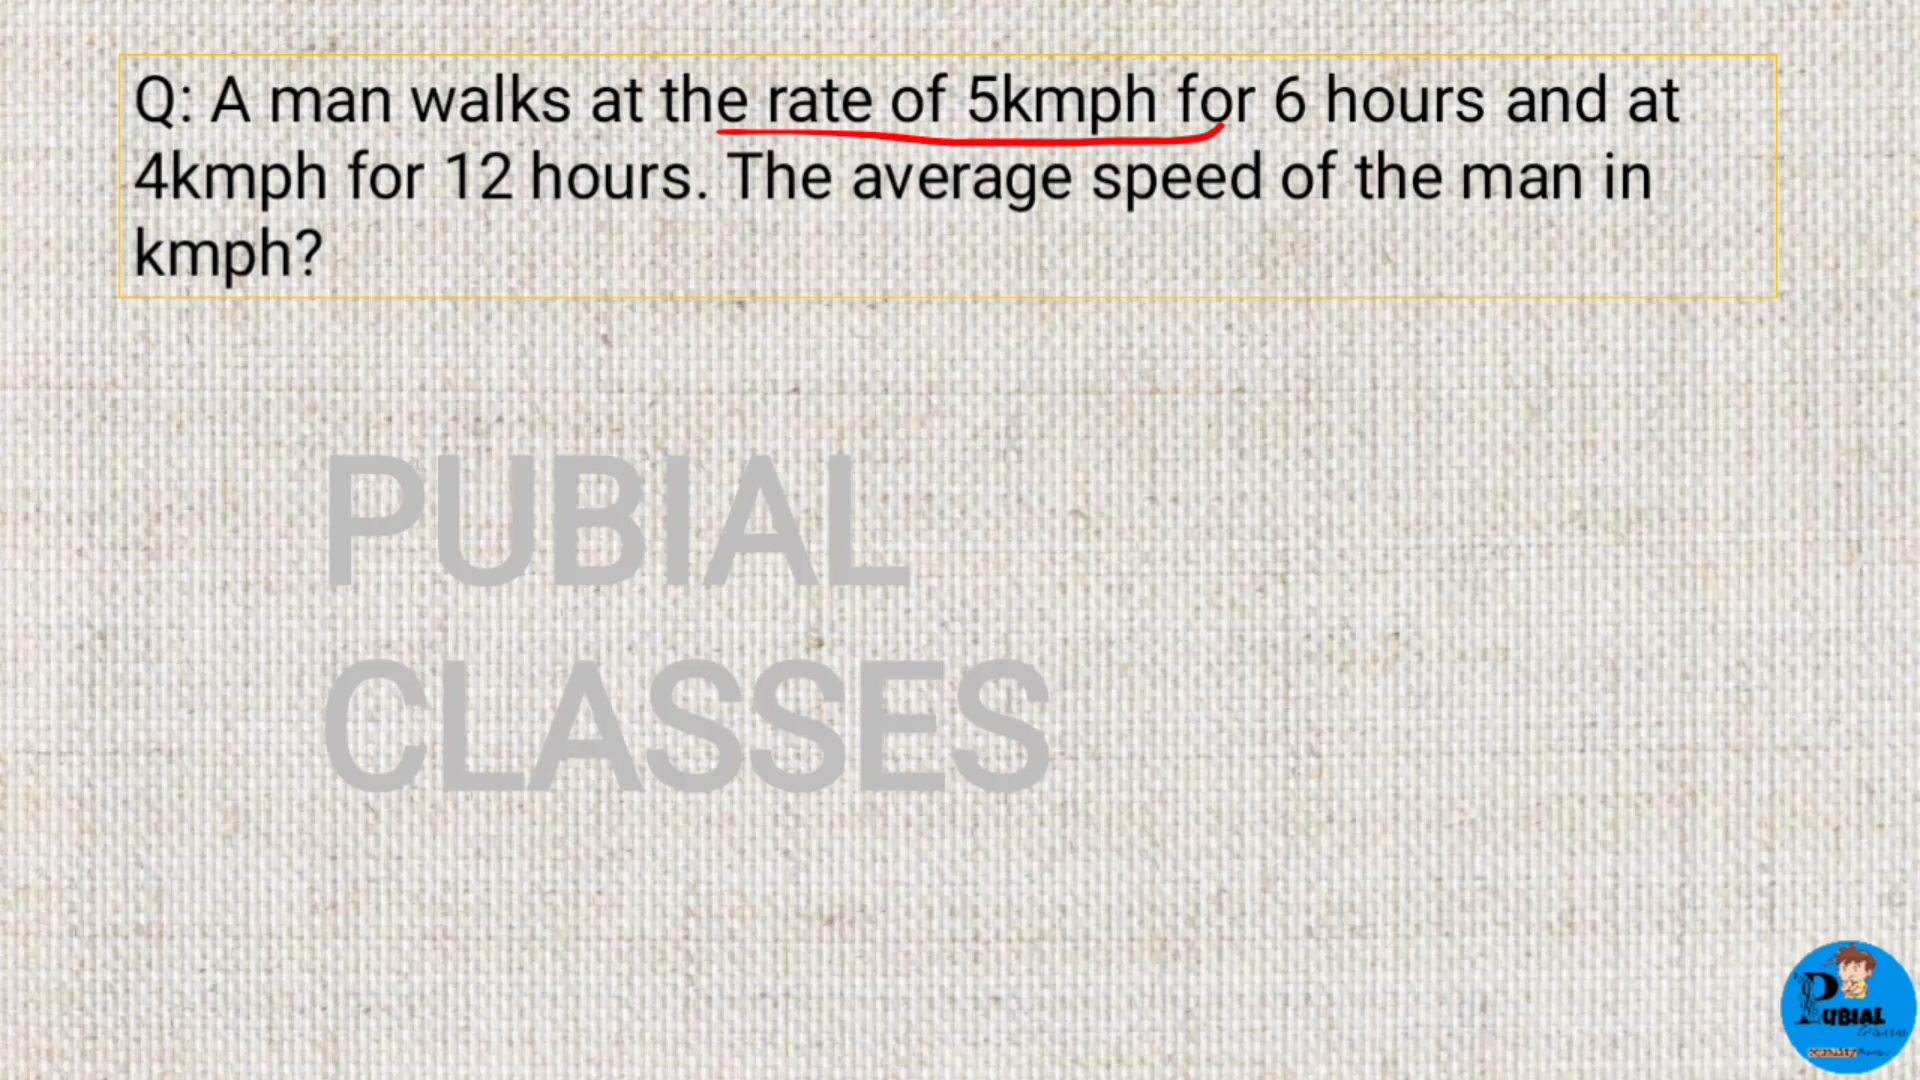 Q: A man walks at the rate of 5kmph for 6 hours and at
4kmph for 12 hours. The average speed of the man in
kmph?
PUBIAL
CLASSES
PUBIAL